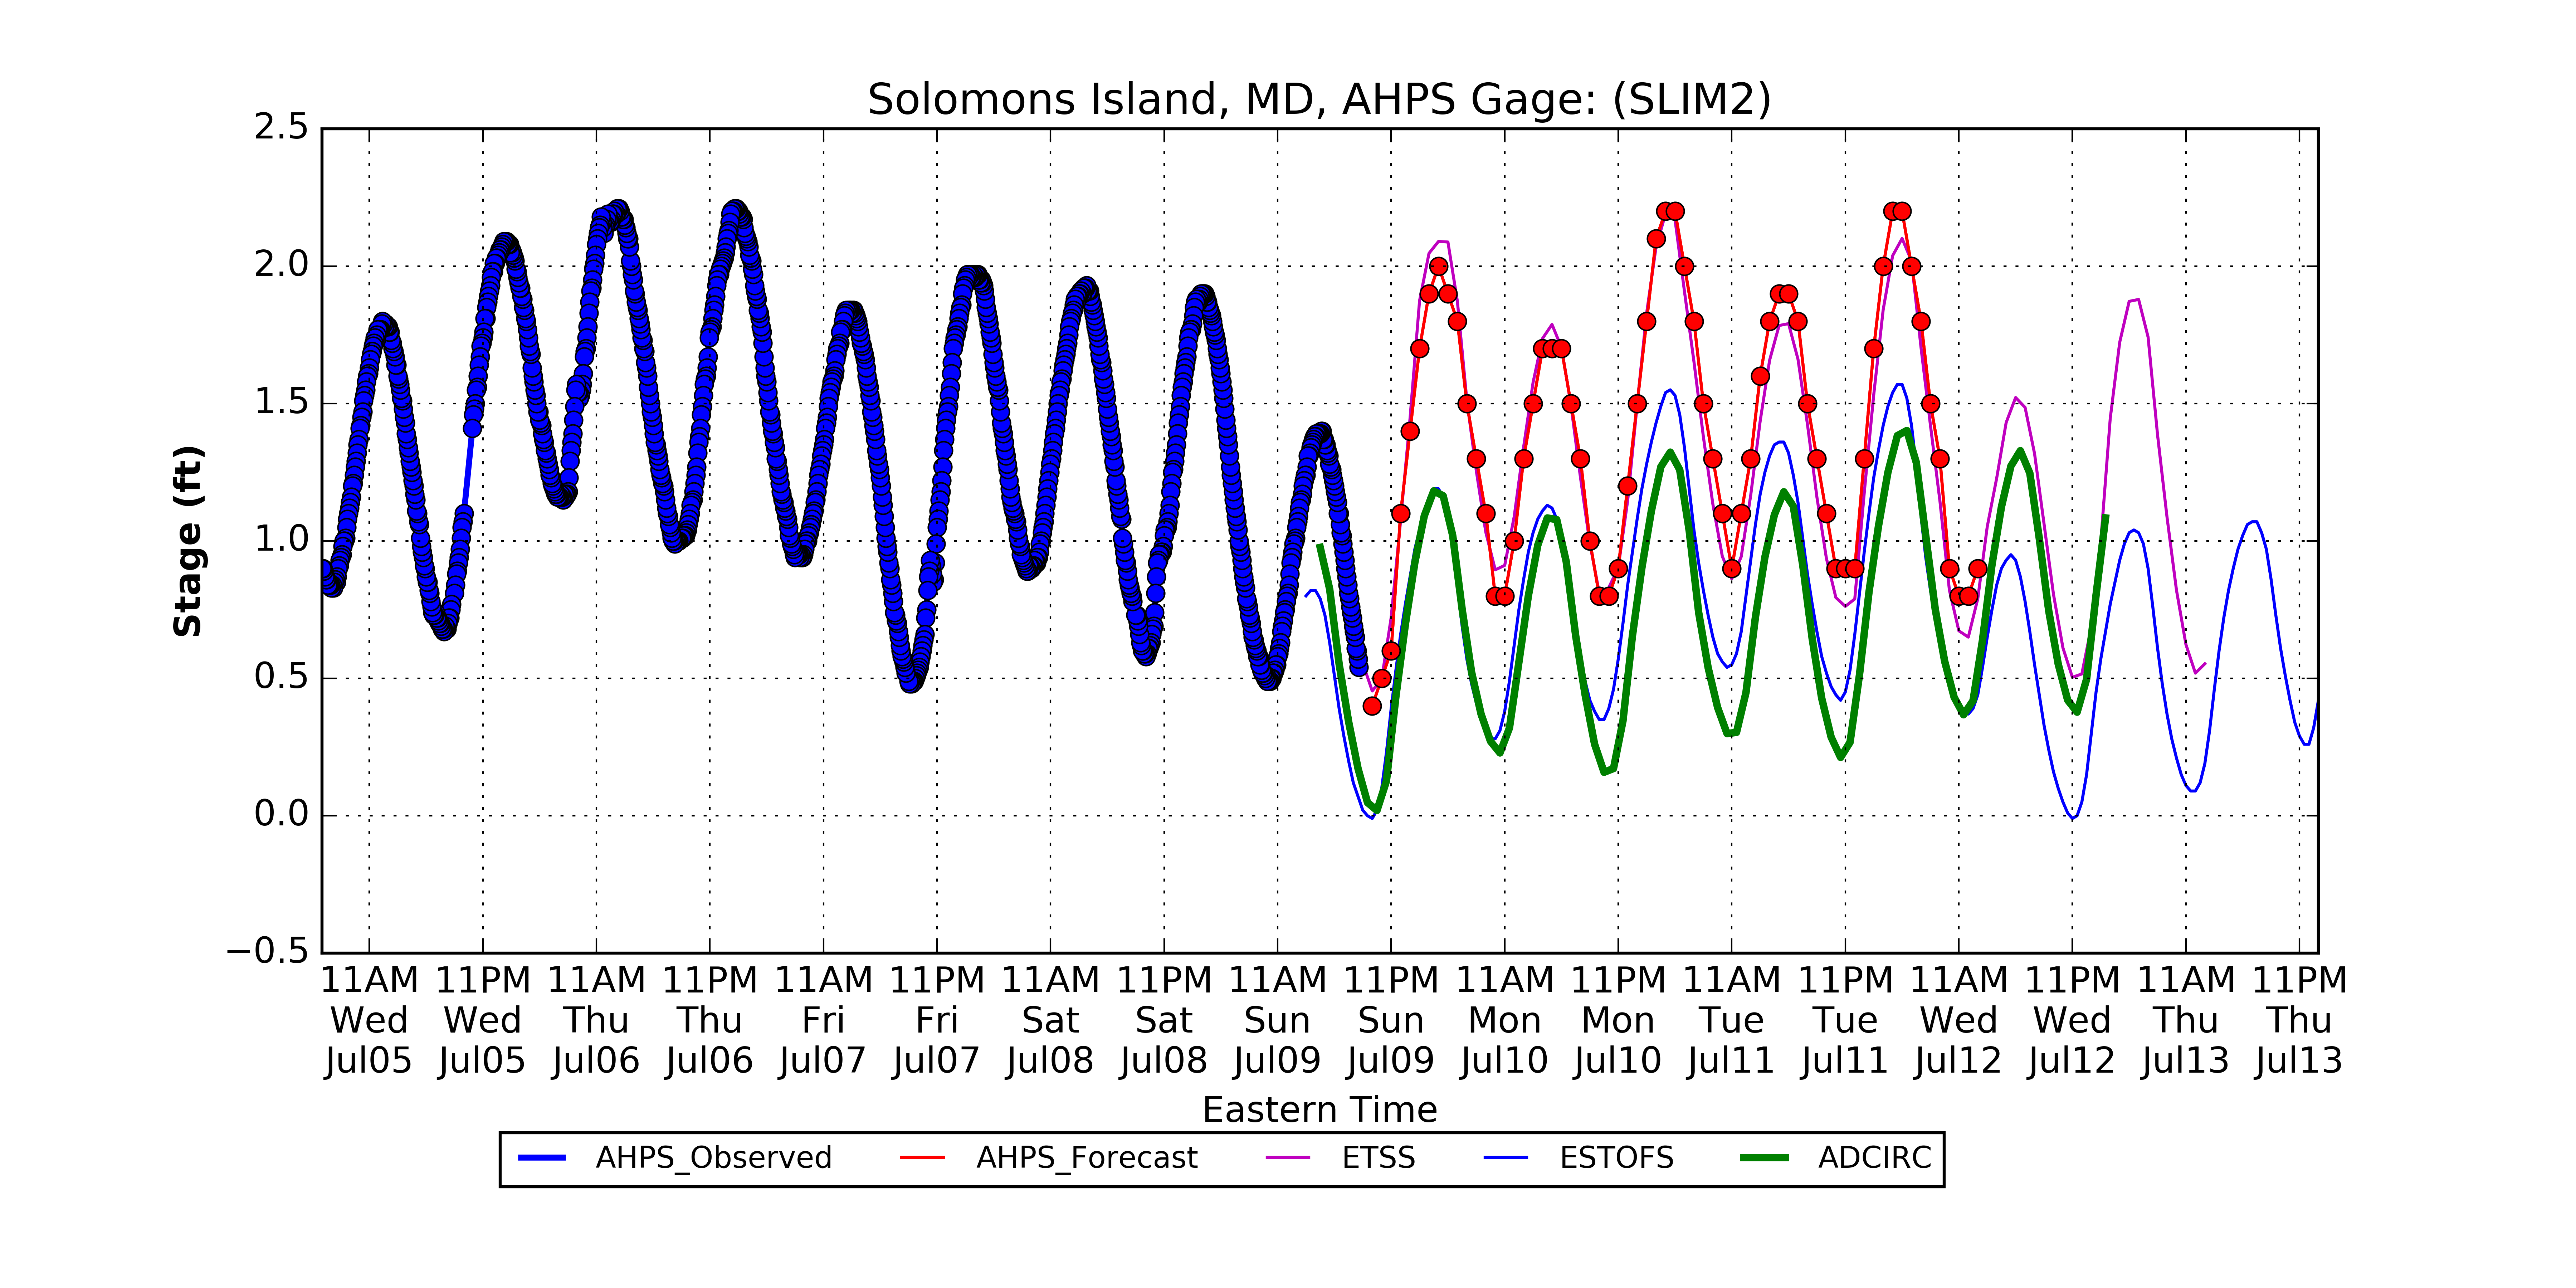 Solomons Island, MD, AHPS Gage: (SLIM2)
Stage (ft)
2.5
2.0
1.5
1.0
0.5
0.0
−0.5
11AM 11PM 11AM 11PM 11AM 11PM 11AM 11PM 11AM 11PM 11AM 11PM 11AM 11PM 11AM 11PM 11AM 11PM
Wed Wed Thu Thu Fri Fri Sat Sat Sun Sun Mon Mon Tue Tue Wed Wed Thu Thu
Jul05 Jul05 Jul06 Jul06 Jul07 Jul07 Jul08 Jul08 Jul09 Jul09 Jul10 Jul10 Jul11 Jul11 Jul12 Jul12 Jul13 Jul13
Eastern Time
AHPS_Observed AHPS_Forecast ETSS ESTOFS ADCIRC